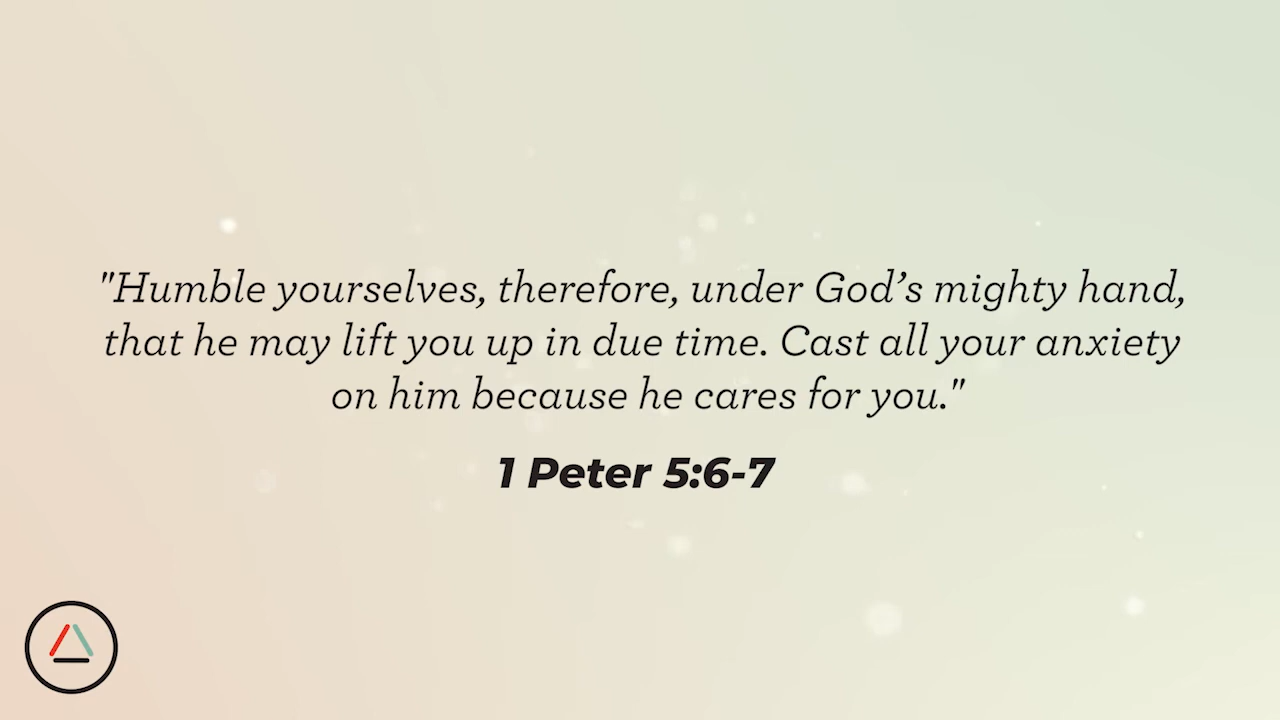 "Humble yourselves, therefore, under God’s mighty hand,
that he may lift you up in due time. Cast all your anxiety
on him because he cares for you."
1 Peter 5:6-7